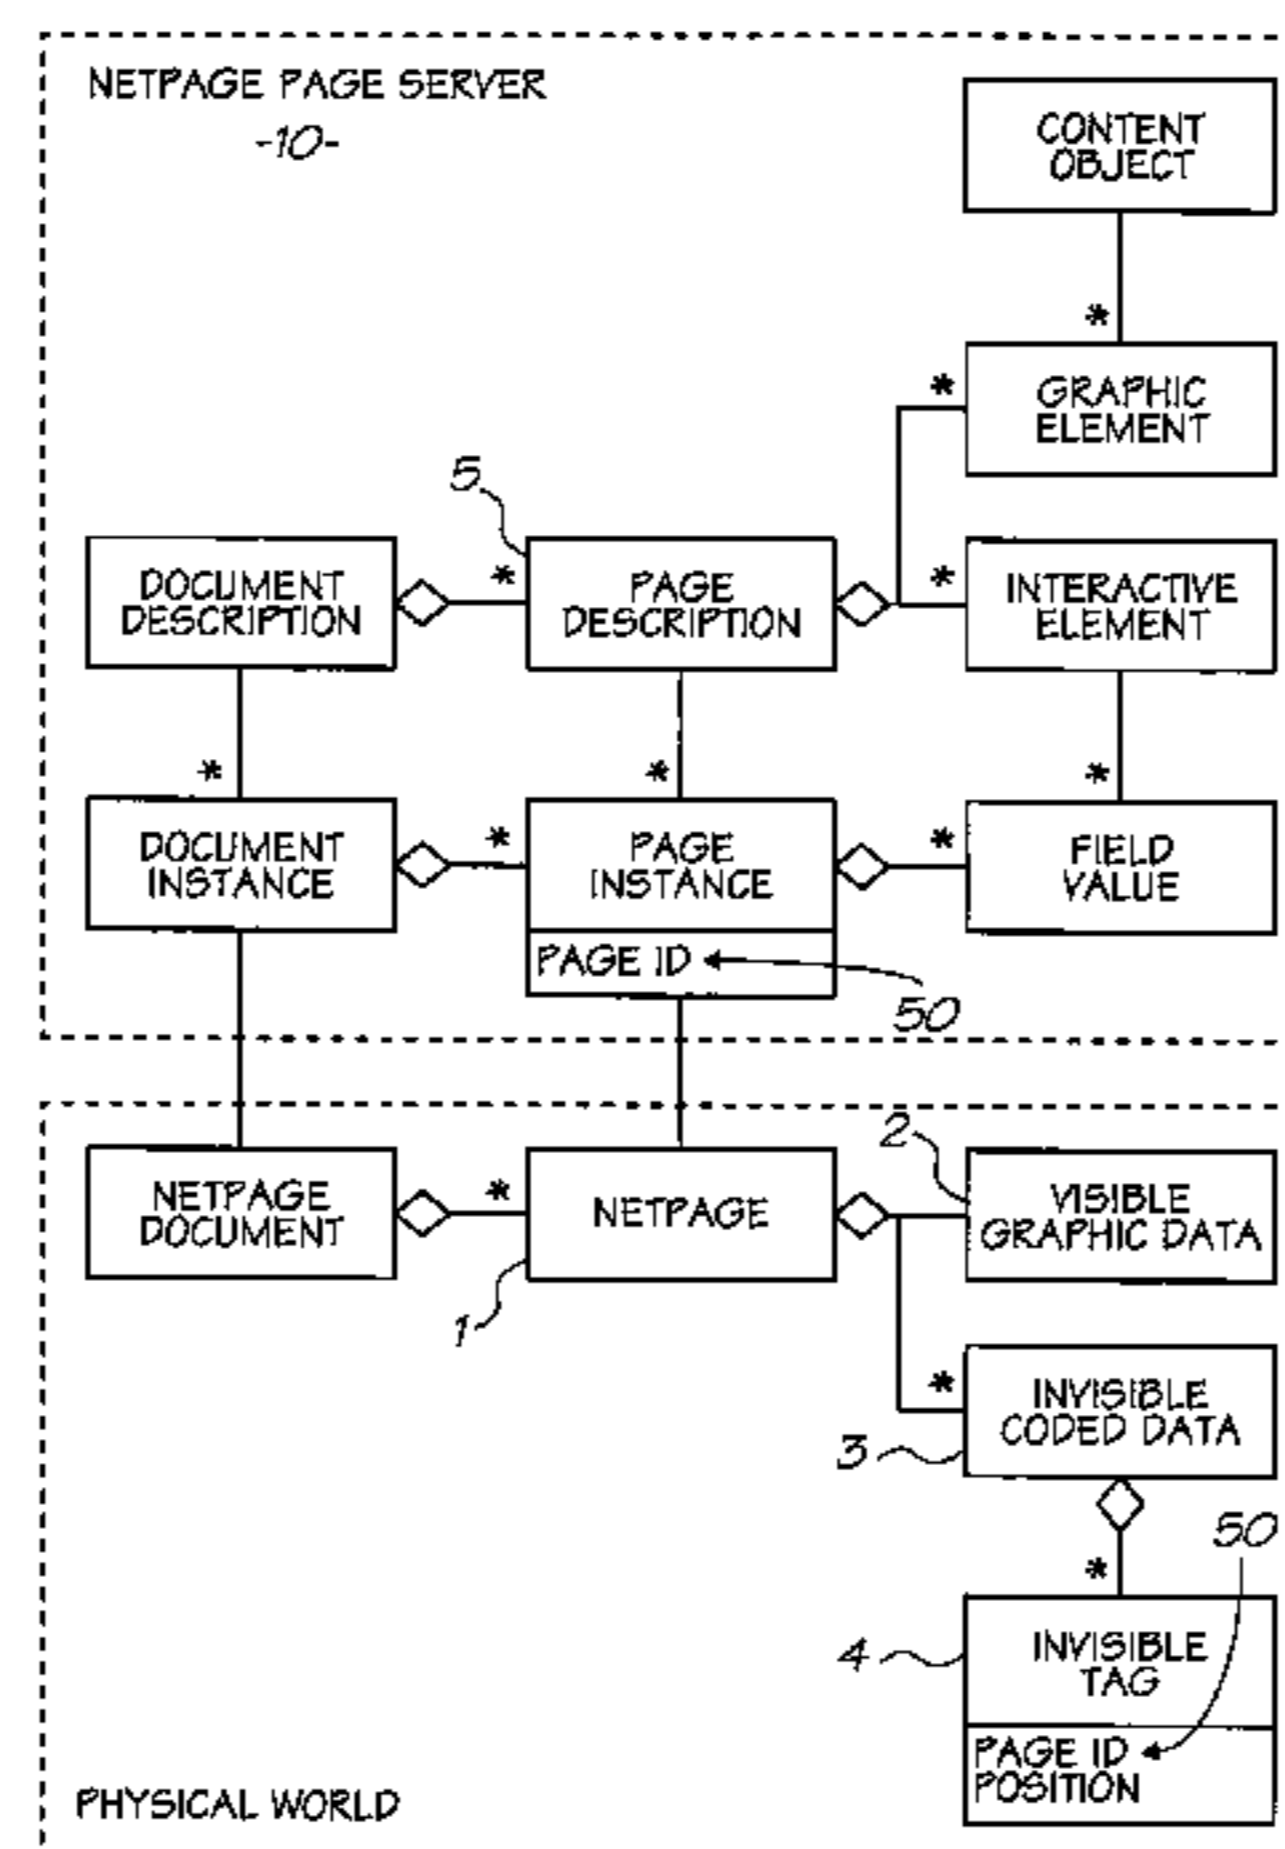 NETPAGE PAGE SERVER
-10-
CONTENT
OBJECT
*
*
GRAPHIC
ELEMENT
5
DOCUMENT
DESCRIPTION
*
PAGE
DESCRIPTION
*
INTERACTIVE
ELEMENT
*
*
*
DOCUMENT
INSTANCE
*
PAGE
INSTANCE
*
FIELD
VALUE
PAGE ID
50
2
NETPAGE
DOCUMENT
*
NETPAGE
VISIBLE
GRAPHIC DATA
1
*
INVISIBLE
CODED DATA
3
50
*
4
INVISIBLE
TAG
PAGE ID
POSITION
PHYSICAL WORLD